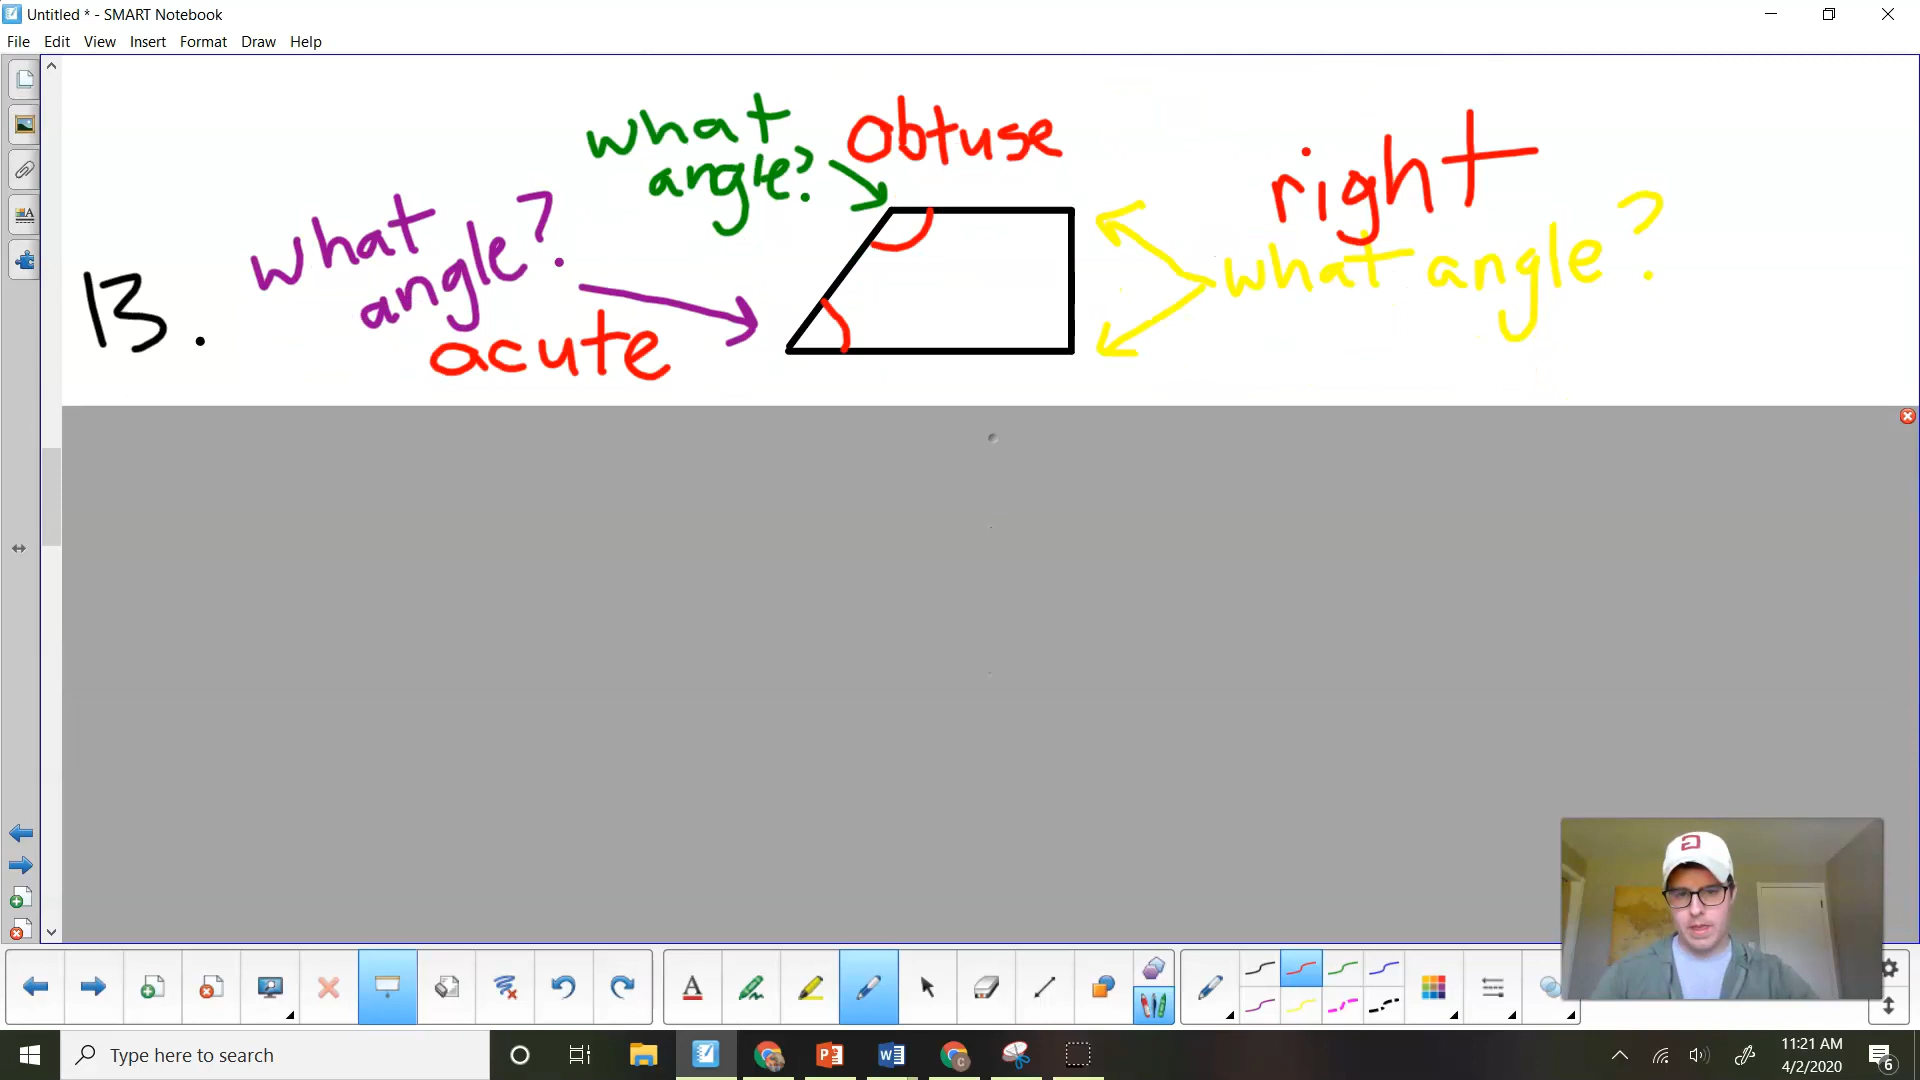 Untitled * - SMART Notebook
File Edit View Insert Format Draw Help
what
angle?
obtuse
right
what angle?
what
angle?
acute
13.
A
Type here to search
11:21 AM
4/2/2020
6